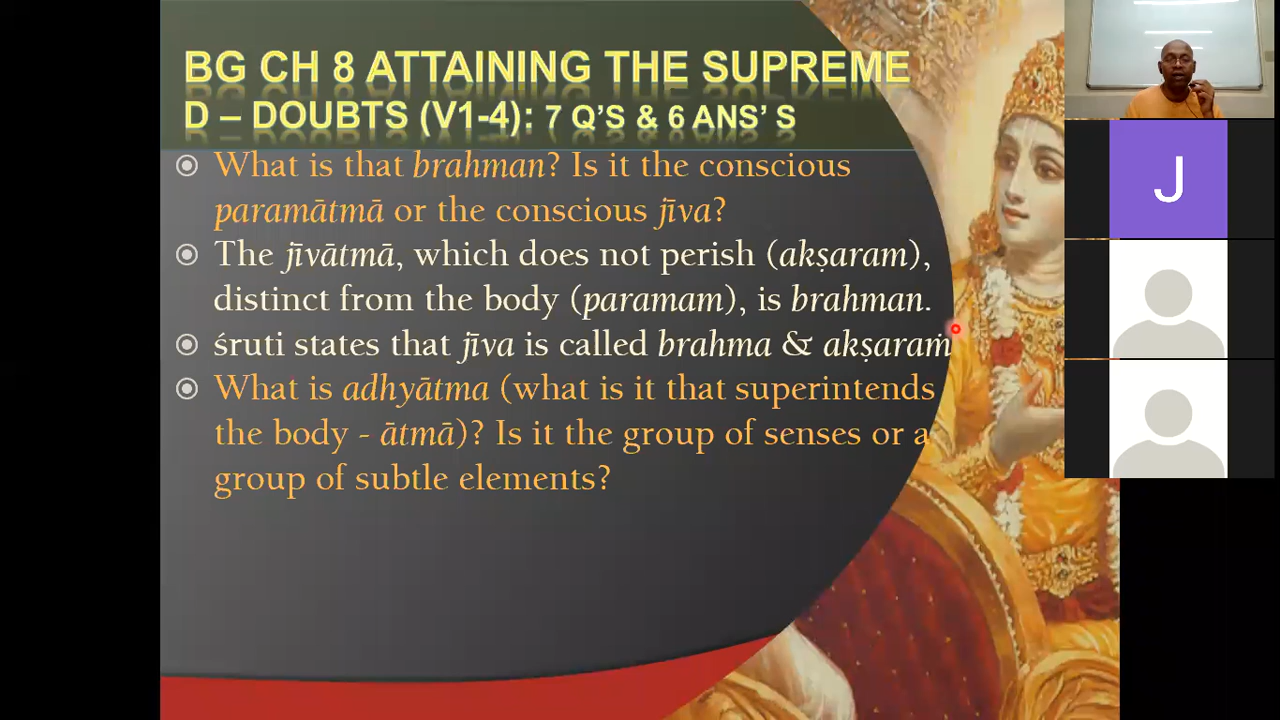 BG CH 8 ATTAINING THE SUPREME
D – DOUBTS (V1-4): 7 Q’S & 6 ANS’ S
What is that brahman? Is it the conscious
paramātmā or the conscious jīva?
The jīvātmā, which does not perish (akṣaram),
distinct from the body (paramam), is brahman.
śruti states that jīva is called brahma & akṣaraṁ
What is adhyātma (what is it that superintends
the body - ātmā)? Is it the group of senses or a
group of subtle elements?
J